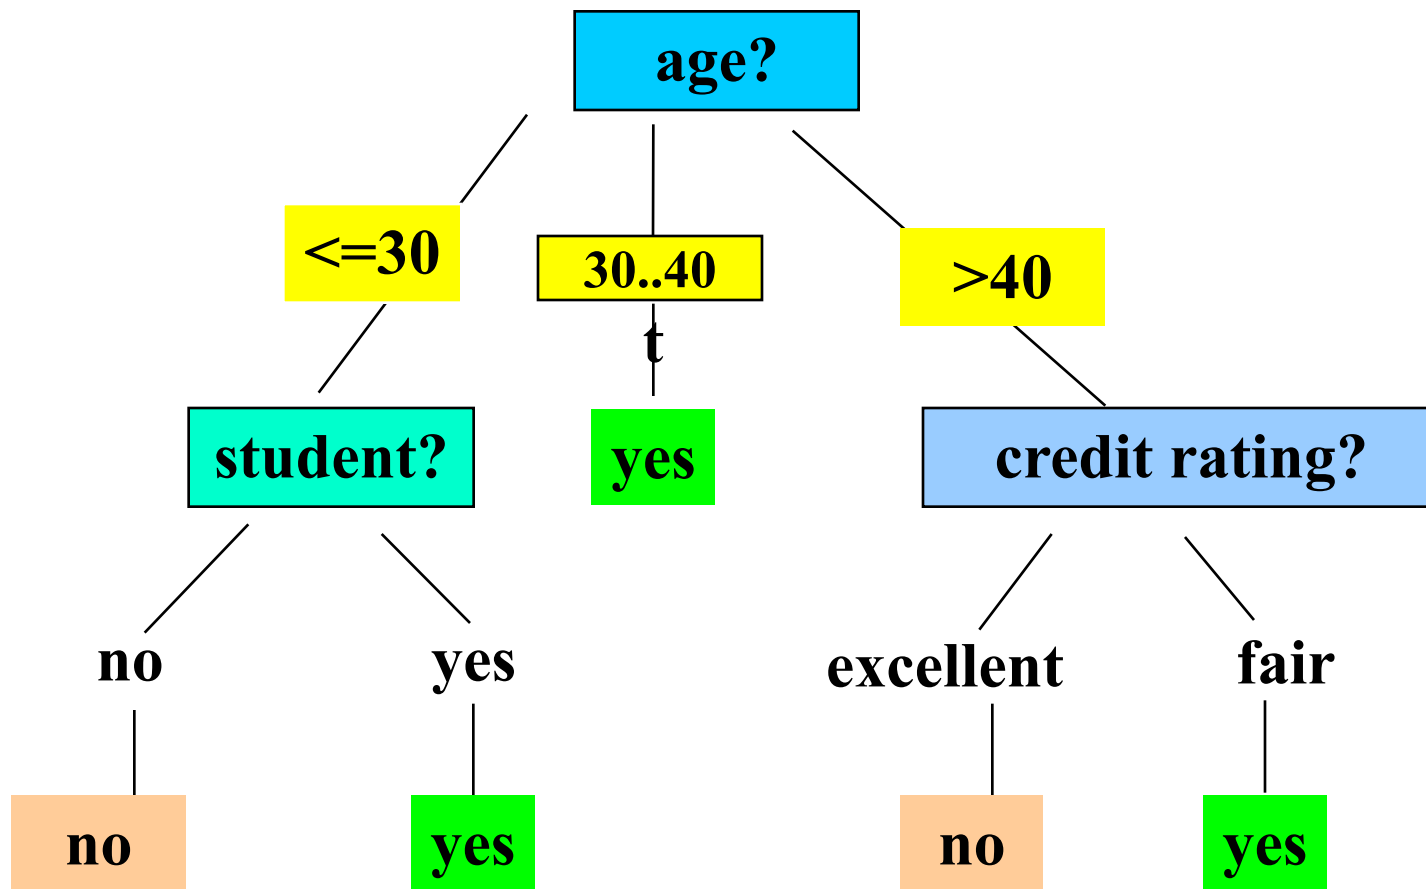 age?
<=30
30..40
>40
t
student?
yes
credit rating?
no
yes
excellent
fair
no
yes
no
yes